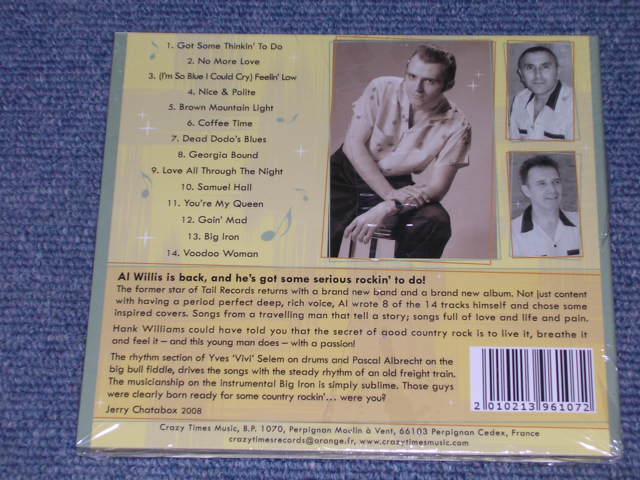 1. Got Some Thinkin' To Do
2. No More Love
3. (I'm So Blue I Could Cry) Feelin' Low
4. Nice & Polite
5. Brown Mountain Light
6. Coffee Time
7. Dead Dodo's Blues
8. Georgia Bound
9. Love All Through The Night
10. Samuel Hall
11. You're My Queen
12. Goin' Mad
13. Big Iron
14. Voodoo Woman
Al Willis is back, and he's got some serious rockin' to do!
The former star of Tail Records returns with a brand new band and a brand new album. Not just content
with having a period perfect deep, rich voice, Al wrote 8 of the 14 tracks himself and chose some
inspired covers. Songs from a travelling man that tell a story; songs full of love and life and pain.
Hank Williams could have told you that the secret of good country rock is to live it, breathe it
and feel it – and this young man does – with a passion!
The rhythm section of Yves 'Vivi' Selem on drums and Pascal Albrecht on the
big bull fiddle, drives the songs with the steady rhythm of an old freight train.
The musicianship on the instrumental Big Iron is simply sublime. Those guys
were clearly born ready for some country rockin'... were you?
Jerry Chatabox 2008
2 010213 961072
Crazy Times Music, B.P. 1070, Perpignan Moulin à Vent, 66103 Perpignan Cedex, France
crazytimesrecords@orange.fr, www.crazytimesmusic.com